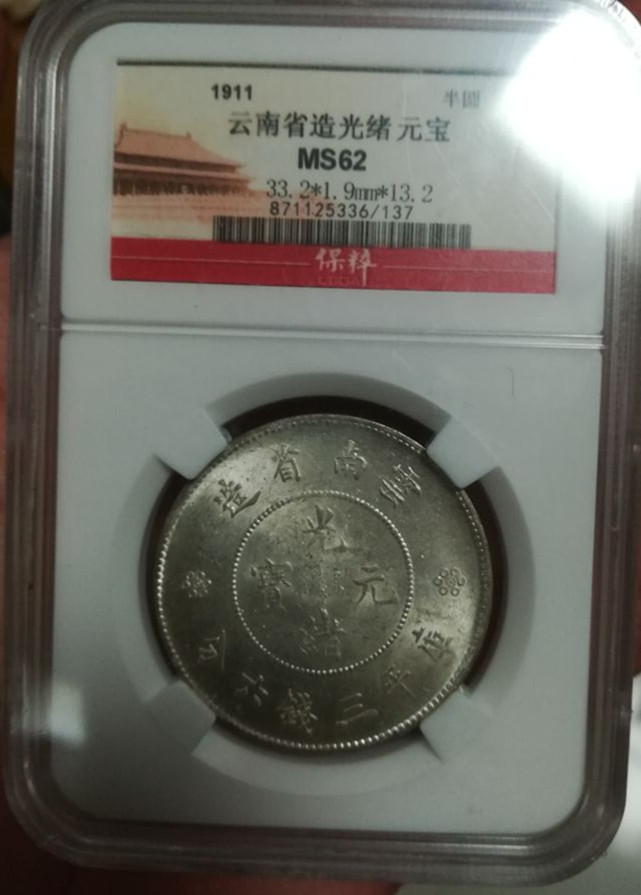 1911 半圆
云南省造光绪元宝
MS62
33.2*1.9mm*13.2
871125336/137
保粹
雲南省造
光緒元寶
庫平三錢六分